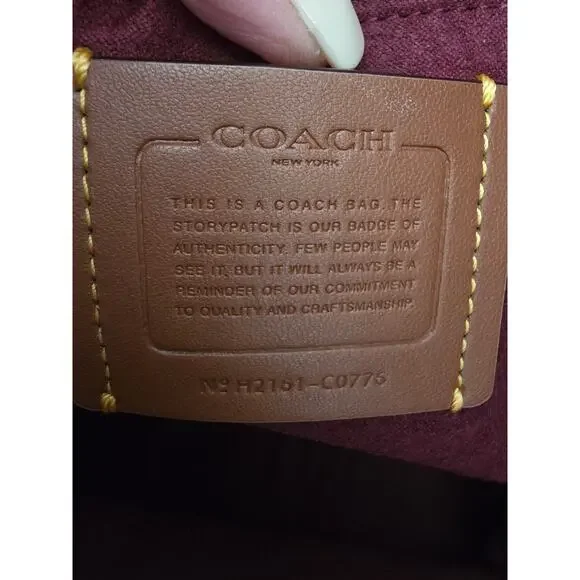 COACH
NEW YORK
THIS IS A COACH BAG. THE
STORYPATCH IS OUR BADGE OF
AUTHENTICITY. FEW PEOPLE MAY
SEE IT, BUT IT WILL ALWAYS BE A
REMINDER OF OUR COMMITMENT
TO QUALITY AND CRAFTSMANSHIP.
Nº H2161-C0776